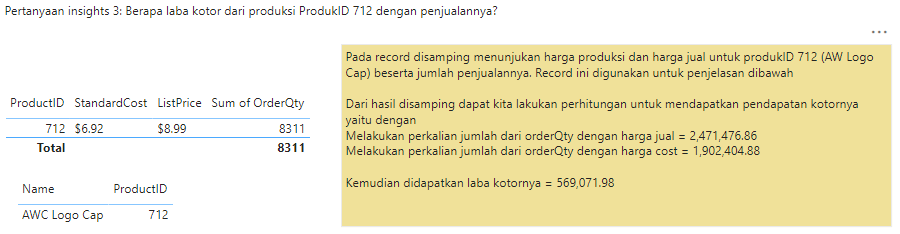 Pertanyaan insights 3: Berapa laba kotor dari produksi ProdukID 712 dengan penjualannya?
ProductID StandardCost ListPrice Sum of OrderQty
712 $6.92 $8.99 8311
Total 8311
Name ProductID
AWC Logo Cap 712
Pada record disamping menunjukan harga produksi dan harga jual untuk produkID 712 (AW Logo
Cap) beserta jumlah penjualannya. Record ini digunakan untuk penjelasan dibawah
Dari hasil disamping dapat kita lakukan perhitungan untuk mendapatkan pendapatan kotornya
yaitu dengan
Melakukan perkalian jumlah dari orderQty dengan harga jual = 2,471,476.86
Melakukan perkalian jumlah dari orderQty dengan harga cost = 1,902,404.88
Kemudian didapatkan laba kotornya = 569,071.98